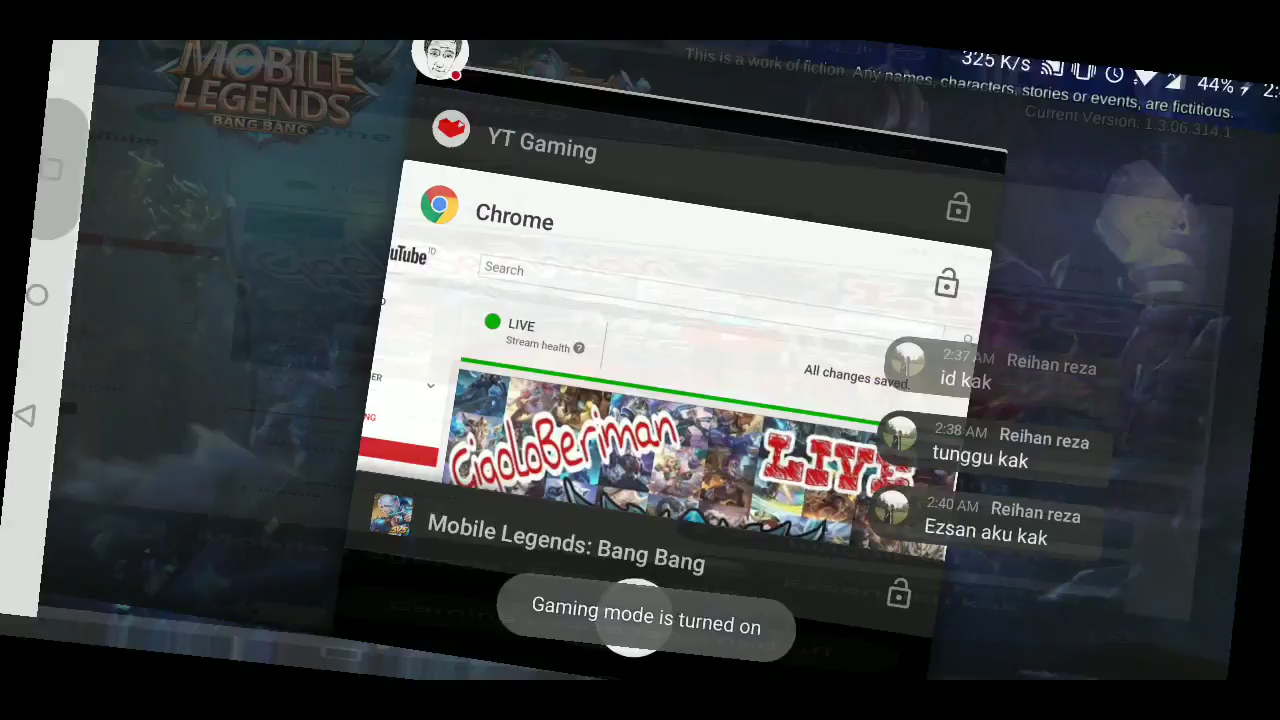 MOBILE
LEGENDS
BANG BANG
325 K/s
44%
This is a work of fiction. Any names, characters, stories or events, are fictitious.
Current Version: 1.3.06.314.1
YT Gaming
Chrome
uTube ID
Search
LIVE
Stream health ?
All changes saved.
GigoloBeriman LIVE
2:37 AM Reihan reza
id kak
2:38 AM Reihan reza
tunggu kak
2:40 AM Reihan reza
Ezsan aku kak
Mobile Legends: Bang Bang
Gaming mode is turned on